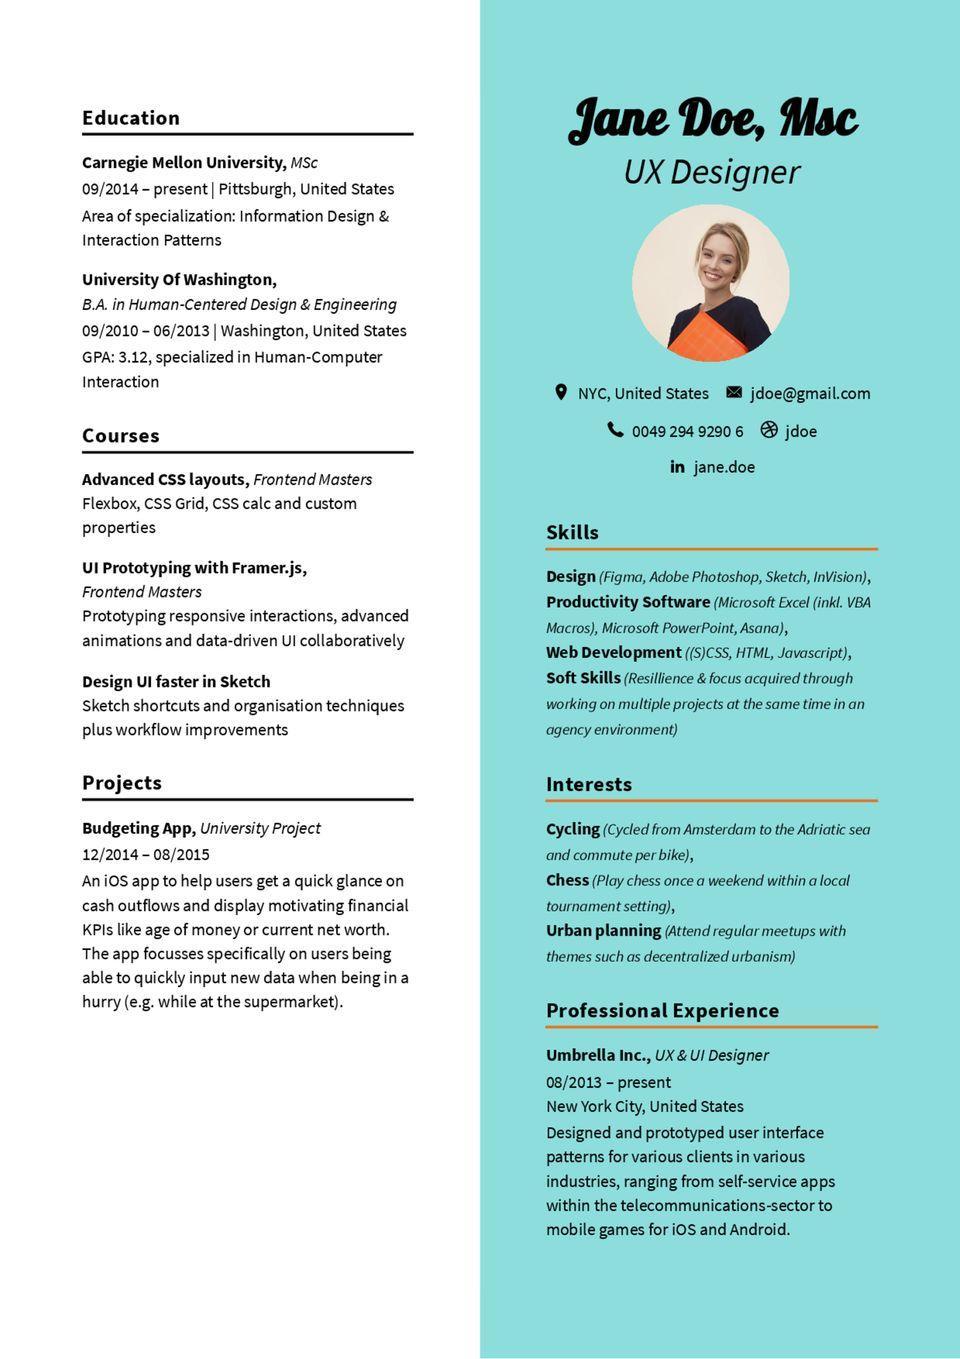 Education
Carnegie Mellon University, MSc
09/2014 – present | Pittsburgh, United States
Area of specialization: Information Design &
Interaction Patterns
University Of Washington,
B.A. in Human-Centered Design & Engineering
09/2010 – 06/2013 | Washington, United States
GPA: 3.12, specialized in Human-Computer
Interaction
Courses
Advanced CSS layouts, Frontend Masters
Flexbox, CSS Grid, CSS calc and custom
properties
UI Prototyping with Framer.js,
Frontend Masters
Prototyping responsive interactions, advanced
animations and data-driven UI collaboratively
Design UI faster in Sketch
Sketch shortcuts and organisation techniques
plus workflow improvements
Projects
Budgeting App, University Project
12/2014 – 08/2015
An iOS app to help users get a quick glance on
cash outflows and display motivating financial
KPIs like age of money or current net worth.
The app focusses specifically on users being
able to quickly input new data when being in a
hurry (e.g. while at the supermarket).
Jane Doe, Msc
UX Designer
NYC, United States jdoe@gmail.com
0049 294 9290 6 jdoe
in jane.doe
Skills
Design (Figma, Adobe Photoshop, Sketch, InVision),
Productivity Software (Microsoft Excel (inkl. VBA
Macros), Microsoft PowerPoint, Asana),
Web Development ((S)CSS, HTML, Javascript),
Soft Skills (Resillience & focus acquired through
working on multiple projects at the same time in an
agency environment)
Interests
Cycling (Cycled from Amsterdam to the Adriatic sea
and commute per bike),
Chess (Play chess once a weekend within a local
tournament setting),
Urban planning (Attend regular meetups with
themes such as decentralized urbanism)
Professional Experience
Umbrella Inc., UX & UI Designer
08/2013 – present
New York City, United States
Designed and prototyped user interface
patterns for various clients in various
industries, ranging from self-service apps
within the telecommunications-sector to
mobile games for iOS and Android.